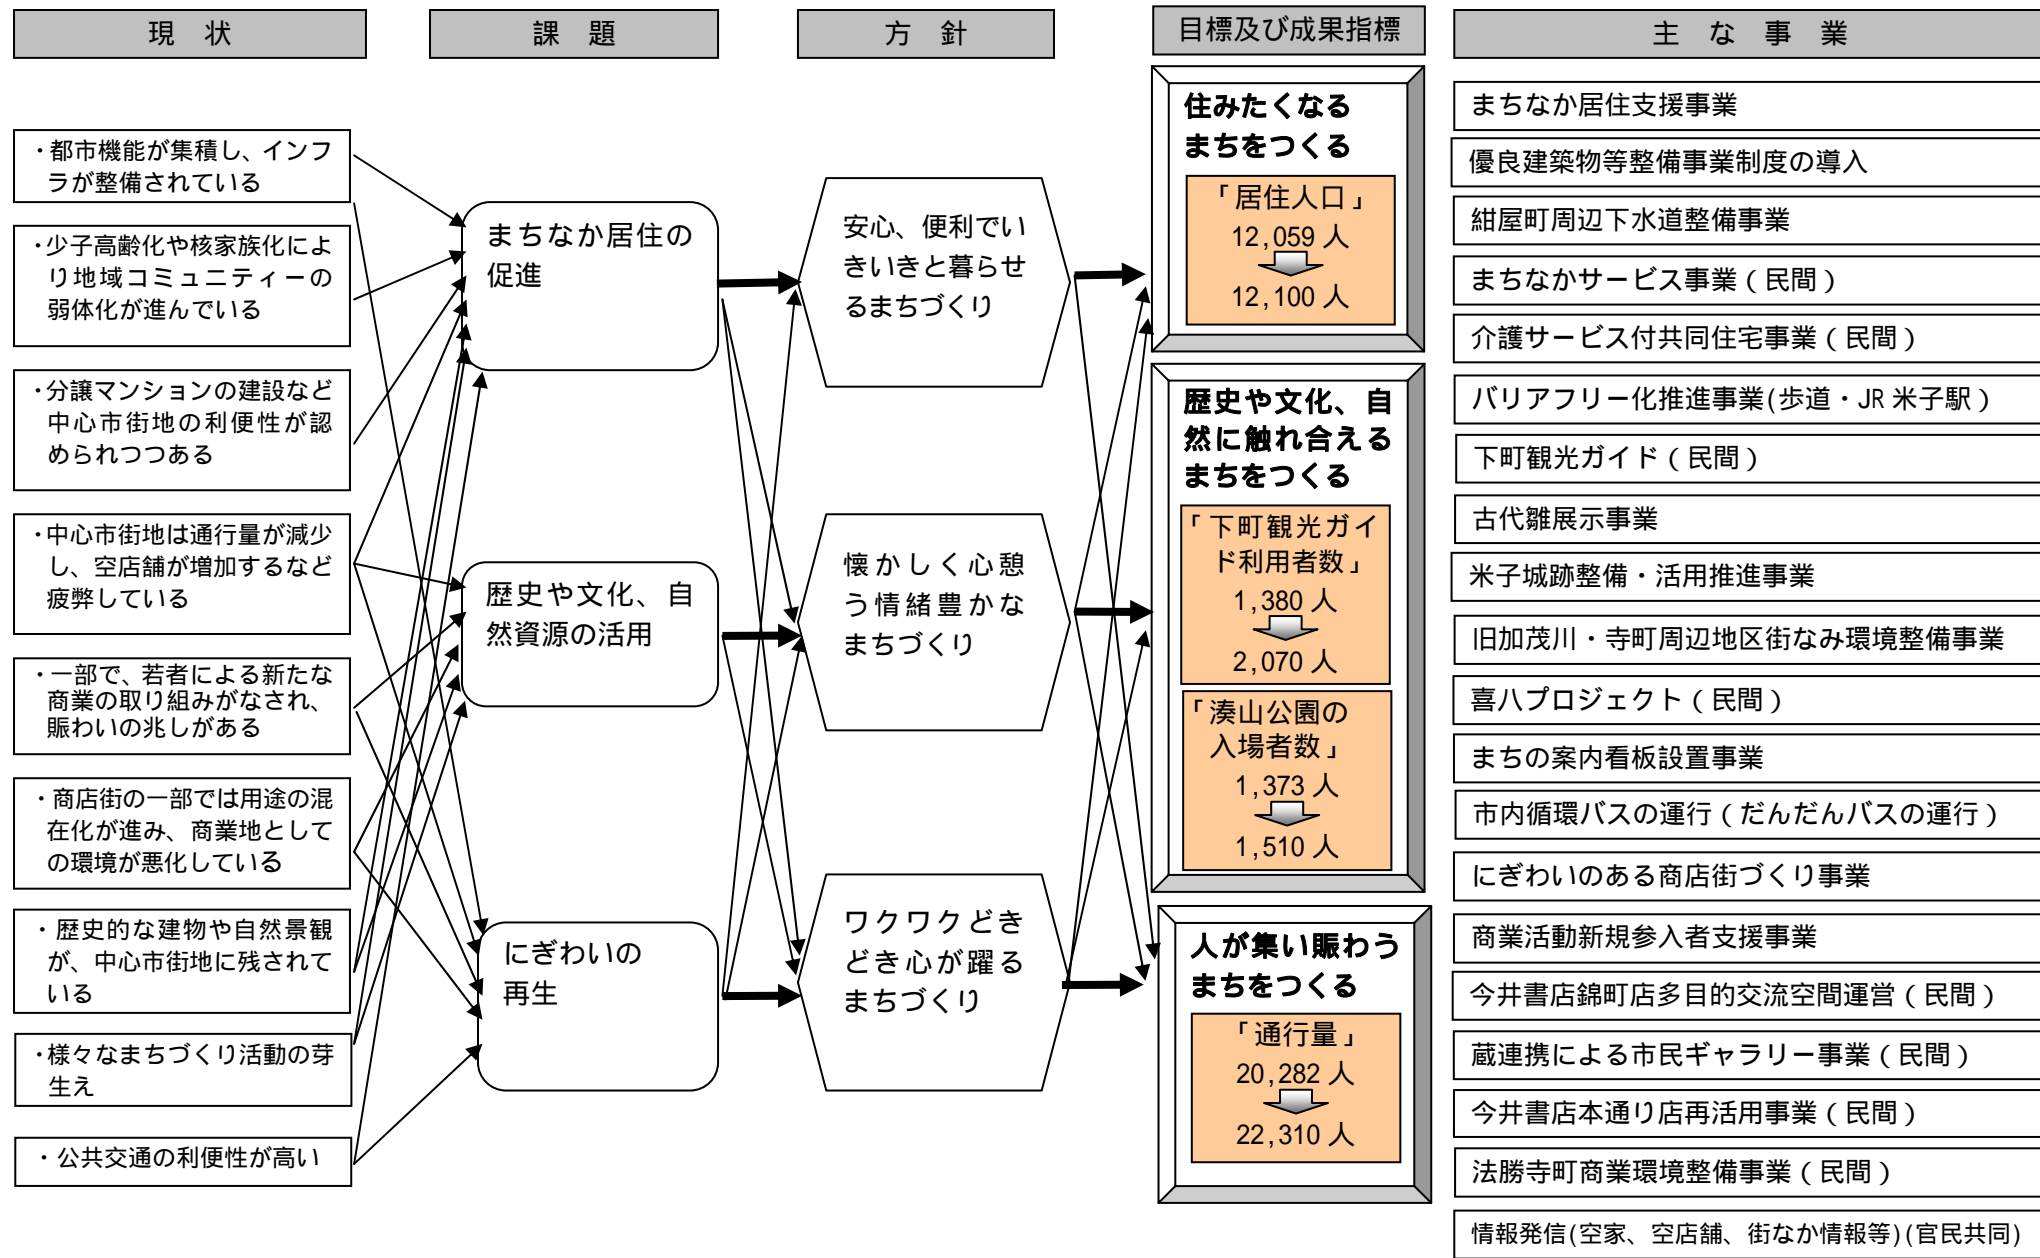 現　状
課　題
方　針
目標及び成果指標
主　な　事　業
・都市機能が集積し、インフ
ラが整備されている
・少子高齢化や核家族化によ
り地域コミュニティーの
弱体化が進んでいる
・分譲マンションの建設など
中心市街地の利便性が認
められつつある
・中心市街地は通行量が減少
し、空店舗が増加するなど
疲弊している
・一部で、若者による新たな
商業の取り組みがなされ、
賑わいの兆しがある
・商店街の一部では用途の混
在化が進み、商業地として
の環境が悪化している
・歴史的な建物や自然景観
が、中心市街地に残されて
いる
・様々なまちづくり活動の芽
生え
・公共交通の利便性が高い
まちなか居住の
促進
歴史や文化、自
然資源の活用
にぎわいの
再生
安心、便利でい
きいきと暮らせ
るまちづくり
懐かしく心憩
う情緒豊かな
まちづくり
ワクワクどき
どき心が躍る
まちづくり
住みたくなる
まちをつくる
「居住人口」
12,059 人
12,100 人
歴史や文化、自
然に触れ合える
まちをつくる
「下町観光ガイ
ド利用者数」
1,380 人
2,070 人
「湊山公園の
入場者数」
1,373 人
1,510 人
人が集い賑わう
まちをつくる
「通行量」
20,282 人
22,310 人
まちなか居住支援事業
優良建築物等整備事業制度の導入
紺屋町周辺下水道整備事業
まちなかサービス事業（民間）
介護サービス付共同住宅事業（民間）
バリアフリー化推進事業(歩道・JR 米子駅）
下町観光ガイド（民間）
古代雛展示事業
米子城跡整備・活用推進事業
旧加茂川・寺町周辺地区街なみ環境整備事業
喜八プロジェクト（民間）
まちの案内看板設置事業
市内循環バスの運行（だんだんバスの運行）
にぎわいのある商店街づくり事業
商業活動新規参入者支援事業
今井書店錦町店多目的交流空間運営（民間）
蔵連携による市民ギャラリー事業（民間）
今井書店本通り店再活用事業（民間）
法勝寺町商業環境整備事業（民間）
情報発信(空家、空店舗、街なか情報等)(官民共同)